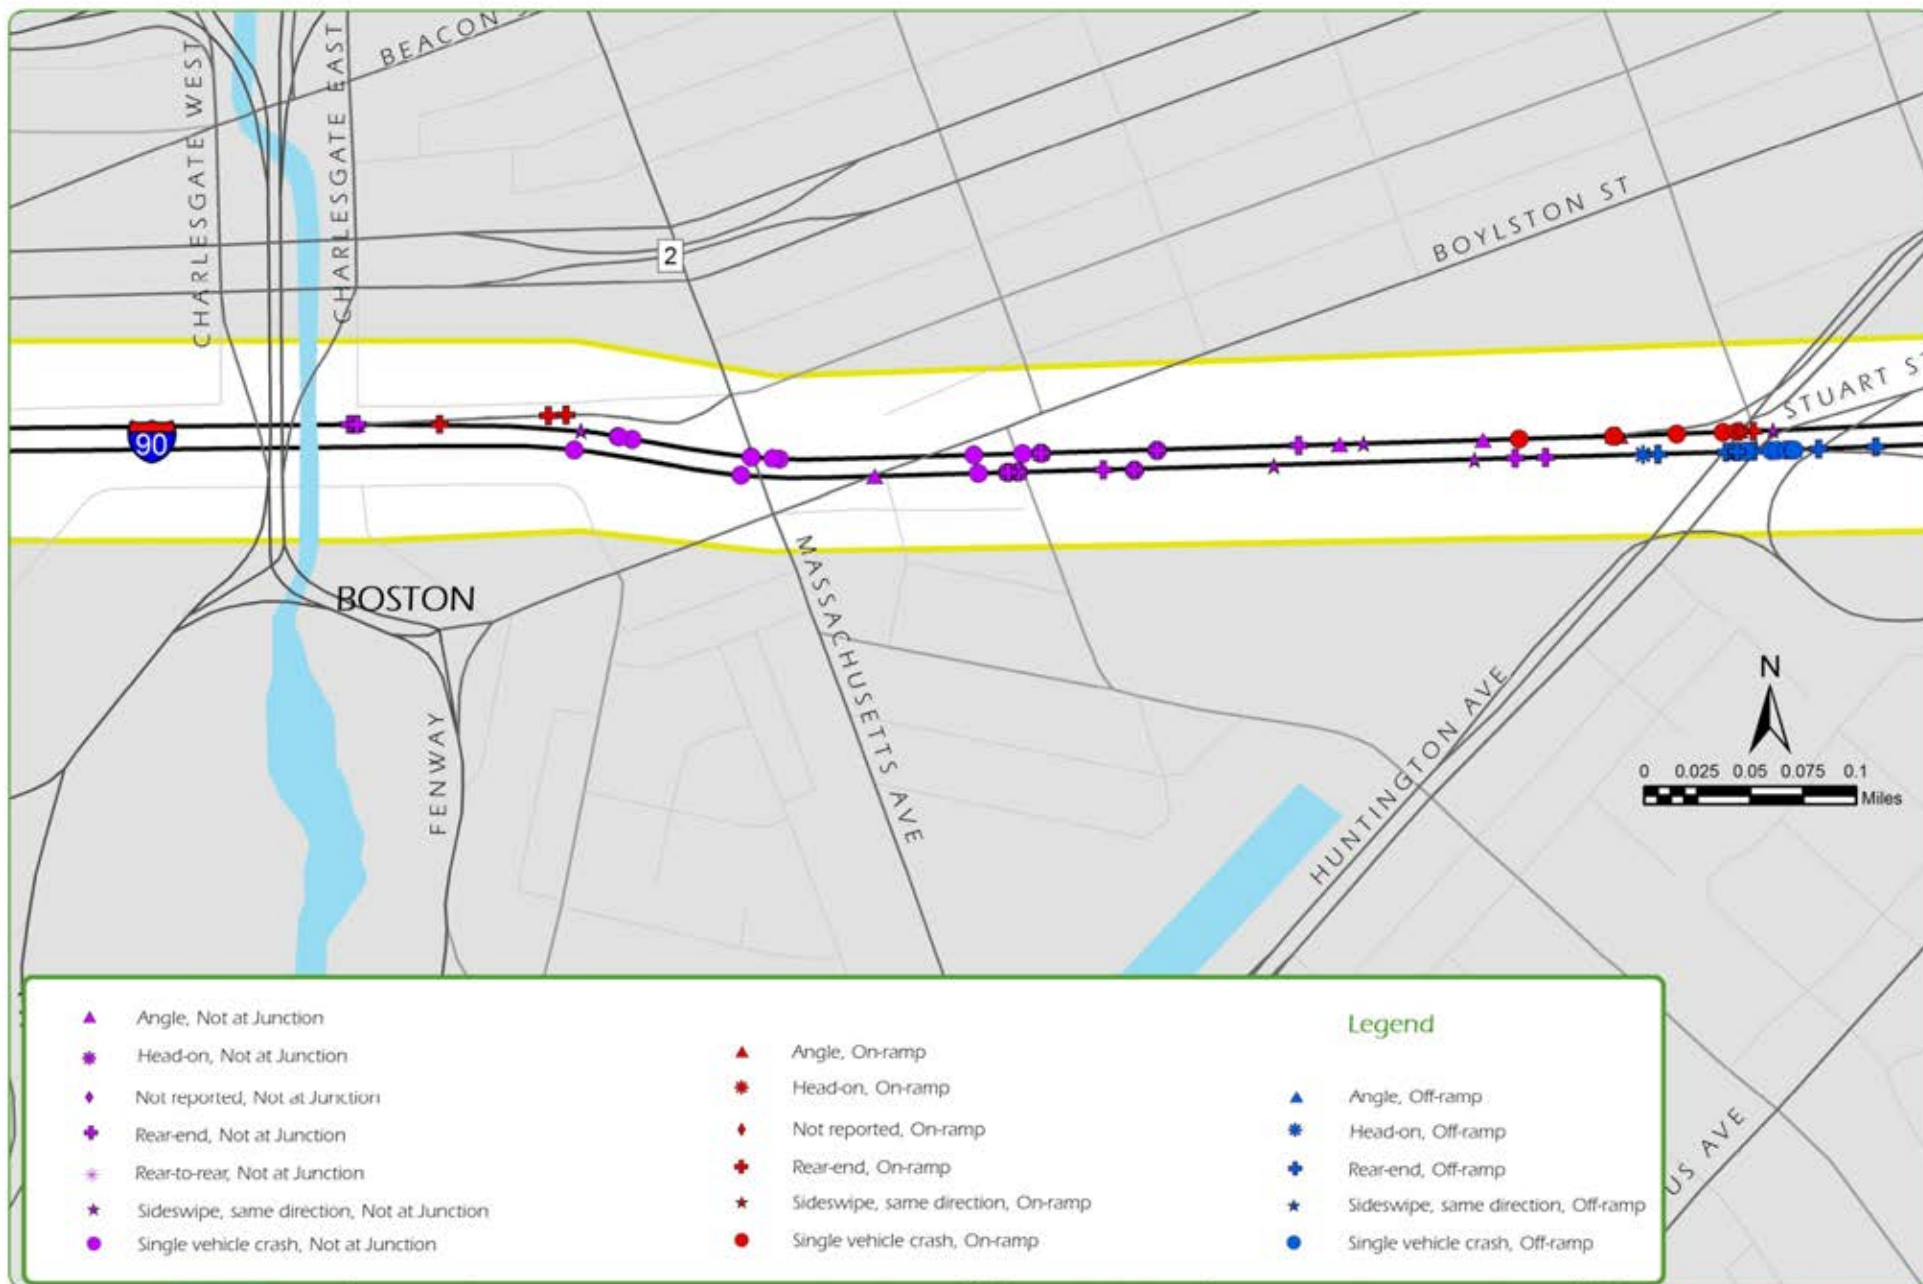 BEACON S
CHARLESGATE WEST
CHARLESGATE EAST
2
BOYLSTON ST
STUART ST
90
BOSTON
MASSACHUSETTS AVE
FENWAY
HUNTINGTON AVE
N
0 0.025 0.05 0.075 0.1
Miles
US AVE
Legend
Angle, Not at Junction
Head-on, Not at Junction
Not reported, Not at Junction
Rear-end, Not at Junction
Rear-to-rear, Not at Junction
Sideswipe, same direction, Not at Junction
Single vehicle crash, Not at Junction
Angle, On-ramp
Head-on, On-ramp
Not reported, On-ramp
Rear-end, On-ramp
Sideswipe, same direction, On-ramp
Single vehicle crash, On-ramp
Angle, Off-ramp
Head-on, Off-ramp
Rear-end, Off-ramp
Sideswipe, same direction, Off-ramp
Single vehicle crash, Off-ramp